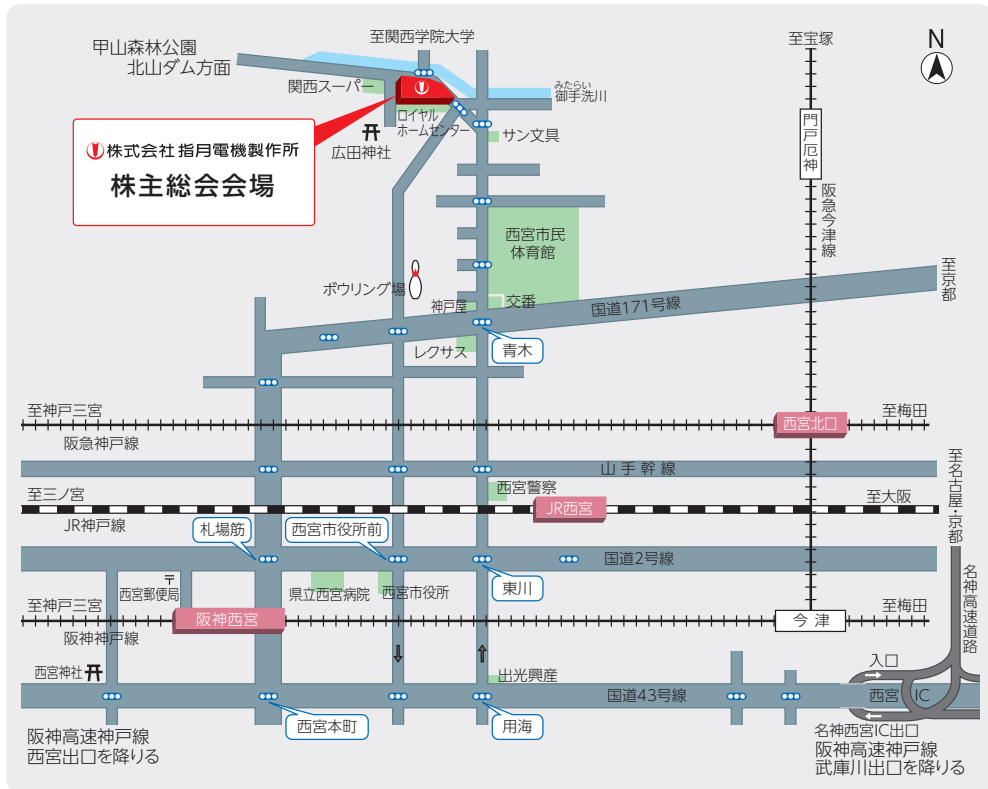 至関西学院大学
至宝塚
N
甲山森林公園
北山ダム方面
関西スーパー
みたらい
御手洗川
ロイヤル
ホームセンター
サン文具
広田神社
門戸厄神
阪急今津線
株式会社 指月電機製作所
株主総会会場
西宮市民
体育館
ボウリング場
神戸屋
交番
国道171号線
至京都
レクサス
青木
至神戸三宮
阪急神戸線
西宮北口
至梅田
山手幹線
至名古屋・京都
西宮警察
至三ノ宮
JR神戸線
JR西宮
至大阪
札場筋
西宮市役所前
国道2号線
東川
西宮郵便局
〒
県立西宮病院
西宮市役所
名神高速道路
至神戸三宮
阪神神戸線
阪神西宮
今津
至梅田
西宮神社
出光興産
入口
国道43号線
西宮 IC
西宮本町
用海
名神西宮IC出口
阪神高速神戸線
西宮出口を降りる
阪神高速神戸線
武庫川出口を降りる